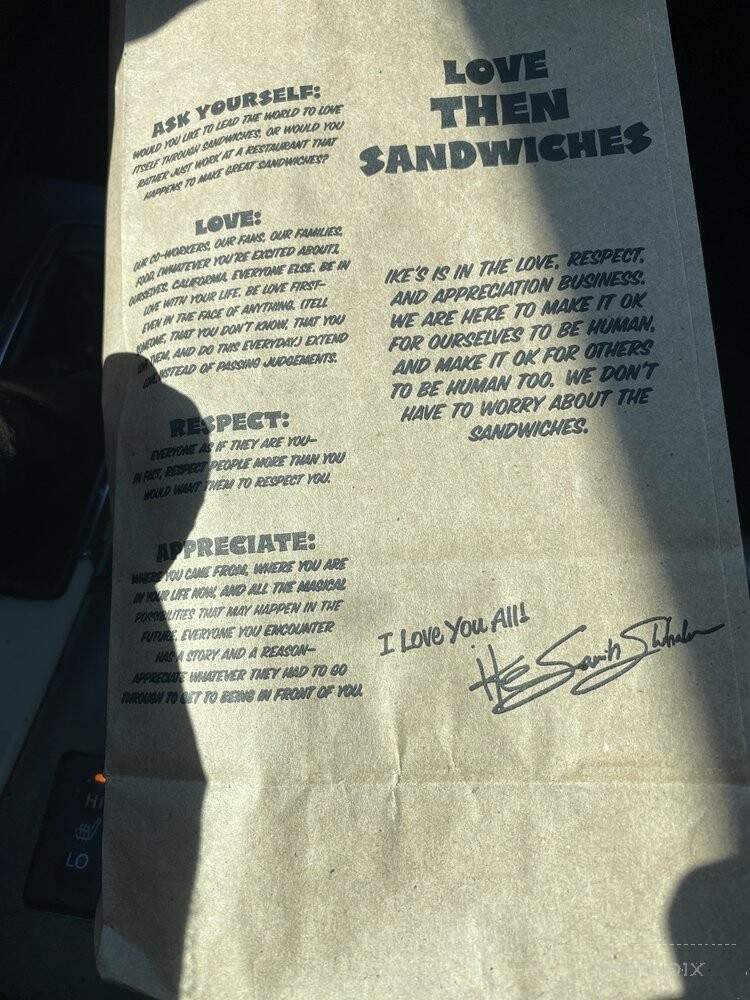 ASK YOURSELF:
WOULD YOU LIKE TO LEAD THE WORLD TO LOVE
ITSELF THROUGH SANDWICHES, OR WOULD YOU
RATHER JUST WORK AT A RESTAURANT THAT
HAPPENS TO MAKE GREAT SANDWICHES?
LOVE:
OUR CO-WORKERS, OUR FANS, OUR FAMILIES,
FOOD, (WHATEVER YOU'RE EXCITED ABOUT),
OURSELVES, CALIFORNIA, EVERYONE ELSE. BE IN
LOVE WITH YOUR LIFE. BE LOVE FIRST-
EVEN IN THE FACE OF ANYTHING. (TELL
SOMEONE, THAT YOU DON'T KNOW, THAT YOU
THEM, AND DO THIS EVERYDAY.) EXTEND
INSTEAD OF PASSING JUDGEMENTS.
RESPECT:
EVERYONE AS IF THEY ARE YOU-
IN FACT, RESPECT PEOPLE MORE THAN YOU
WOULD WANT THEM TO RESPECT YOU.
APPRECIATE:
WHERE YOU CAME FROM, WHERE YOU ARE
IN YOUR LIFE NOW, AND ALL THE MAGICAL
POSSIBILITIES THAT MAY HAPPEN IN THE
FUTURE. EVERYONE YOU ENCOUNTER
HAS A STORY AND A REASON-
APPRECIATE WHATEVER THEY HAD TO GO
THROUGH TO GET TO BEING IN FRONT OF YOU.
LOVE
THEN
SANDWICHES
IKE'S IS IN THE LOVE, RESPECT,
AND APPRECIATION BUSINESS.
WE ARE HERE TO MAKE IT OK
FOR OURSELVES TO BE HUMAN,
AND MAKE IT OK FOR OTHERS
TO BE HUMAN TOO. WE DON'T
HAVE TO WORRY ABOUT THE
SANDWICHES.
I Love You All!
HI
LO